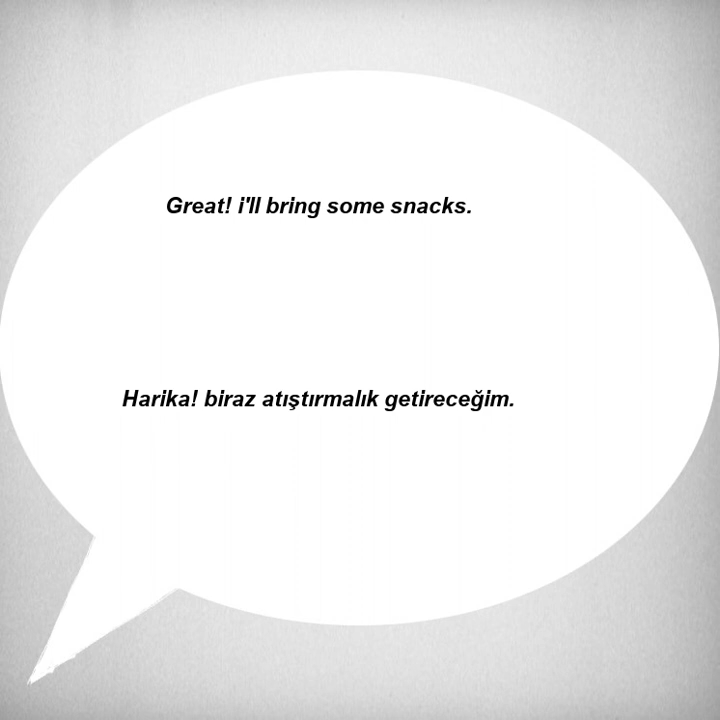 Great! i'll bring some snacks.
Harika! biraz atıştırmalık getireceğim.